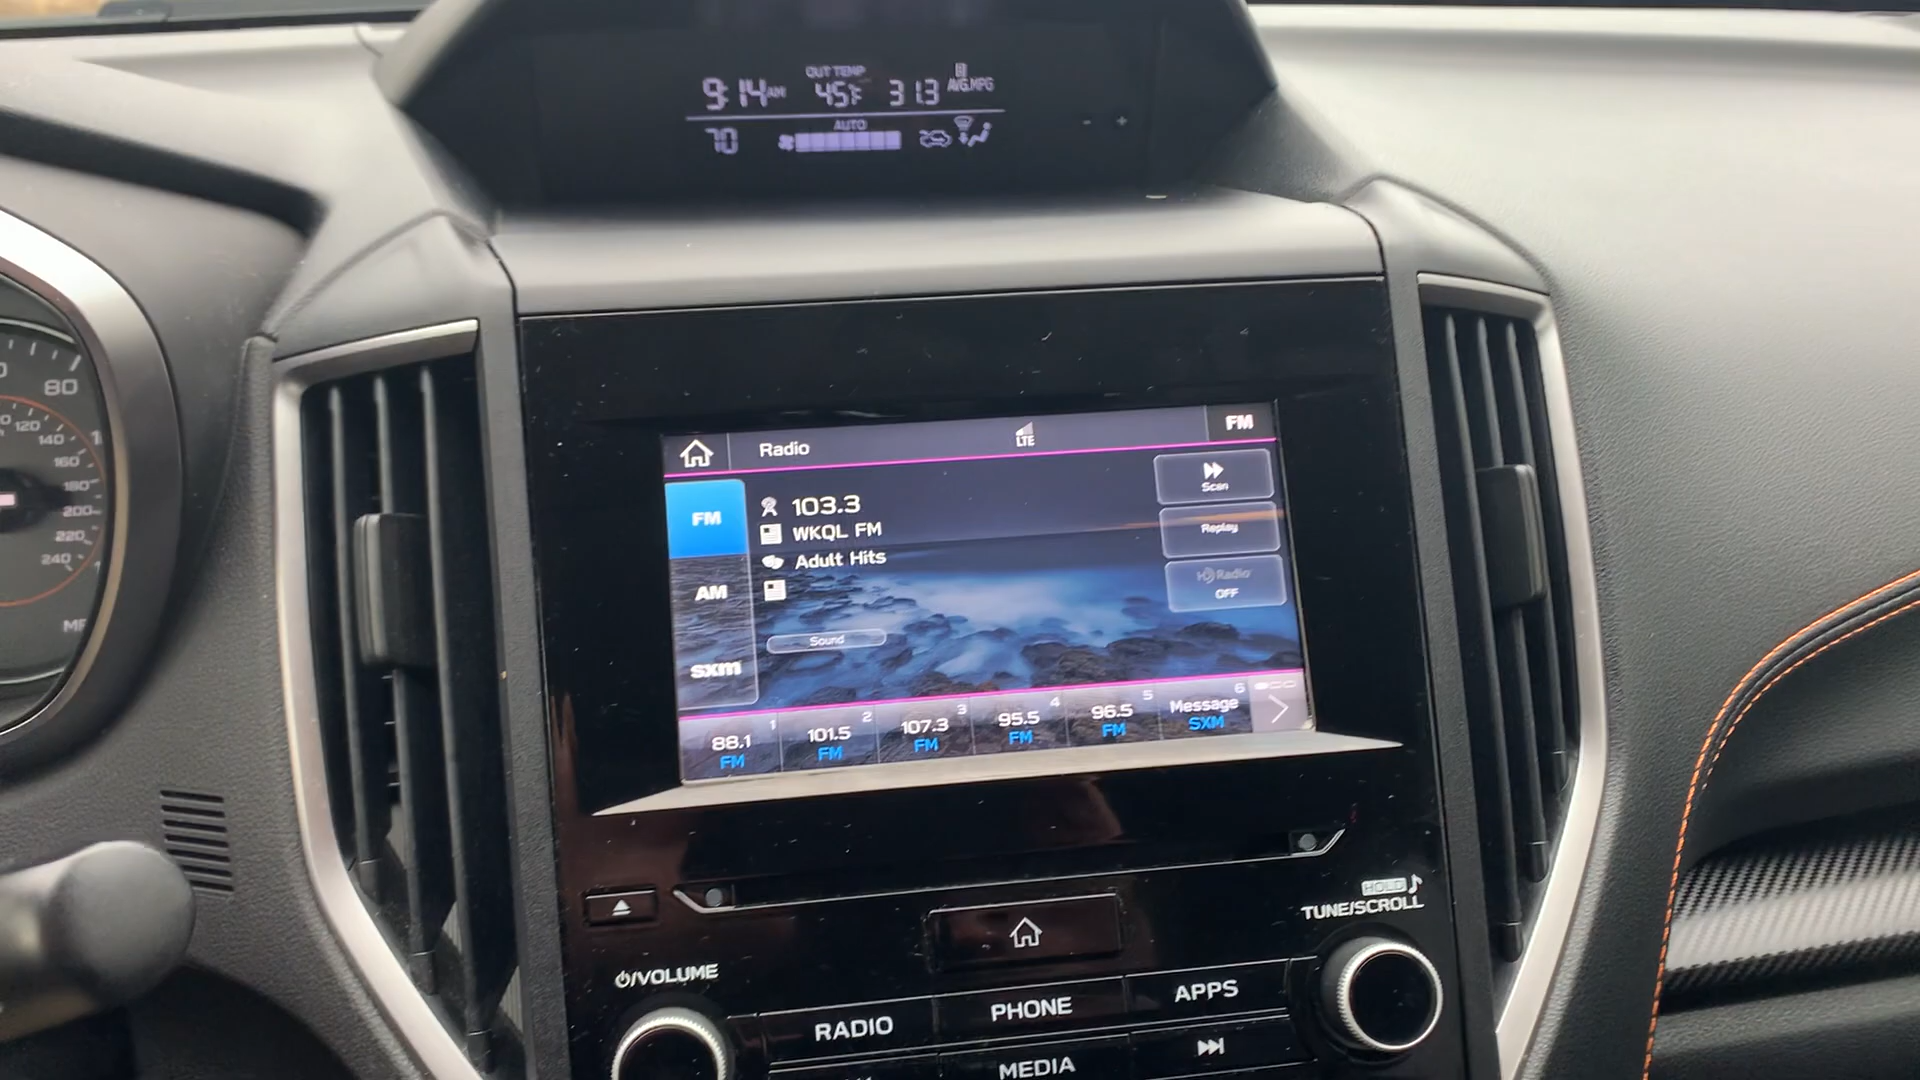 OUT TEMP
9:14AM 45°F 31.3 B AVG.MPG
AUTO
70
- +
80
120
140
160
180
200
220
240
Radio LTE FM
FM
103.3
WKQL FM
Adult Hits
Scan
Replay
HD Radio
OFF
AM
Sound
sxm
1 2 3 4 5 6
88.1 101.5 107.3 95.5 96.5 Message
FM FM FM FM FM SXM
HOLD
TUNE/SCROLL
/VOLUME
RADIO PHONE APPS
MEDIA